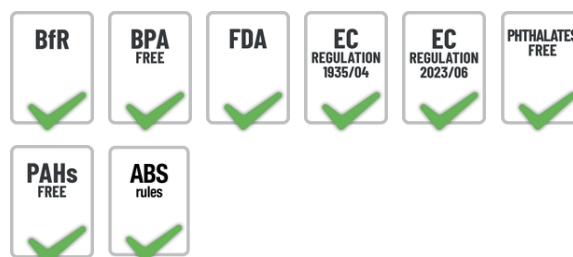 BfR
BPA
FREE
FDA
EC
REGULATION
1935/04
EC
REGULATION
2023/06
PHTHALATES
FREE
PAHs
FREE
ABS
rules